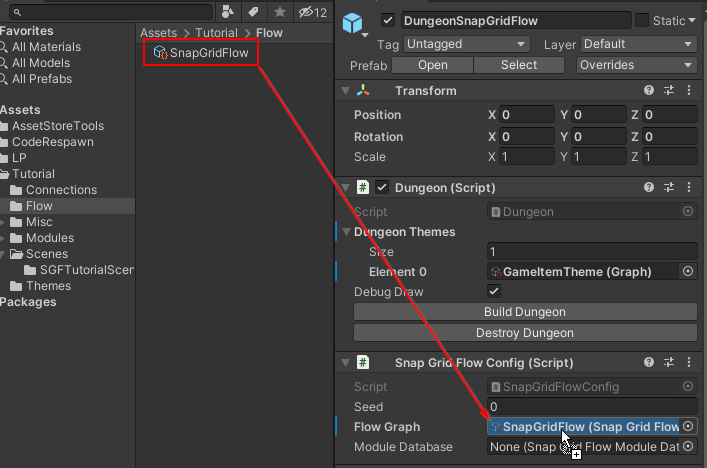 12
Favorites
All Materials
All Models
All Prefabs
Assets
AssetStoreTools
CodeRespawn
LP
Tutorial
Connections
Flow
Misc
Modules
Scenes
SGFTutorialScen
Themes
Packages
Assets > Tutorial > Flow
SnapGridFlow
DungeonSnapGridFlow
Static
Tag Untagged Layer Default
Prefab Open Select Overrides
Transform
Position X 0 Y 0 Z 0
Rotation X 0 Y 0 Z 0
Scale X 1 Y 1 Z 1
# Dungeon (Script)
Script Dungeon
Dungeon Themes
Size 1
Element 0 GameItemTheme (Graph)
Debug Draw
Build Dungeon
Destroy Dungeon
# Snap Grid Flow Config (Script)
Script SnapGridFlowConfig
Seed 0
Flow Graph SnapGridFlow (Snap Grid Flow
Module Database None (Snap Grid Flow Module Dat